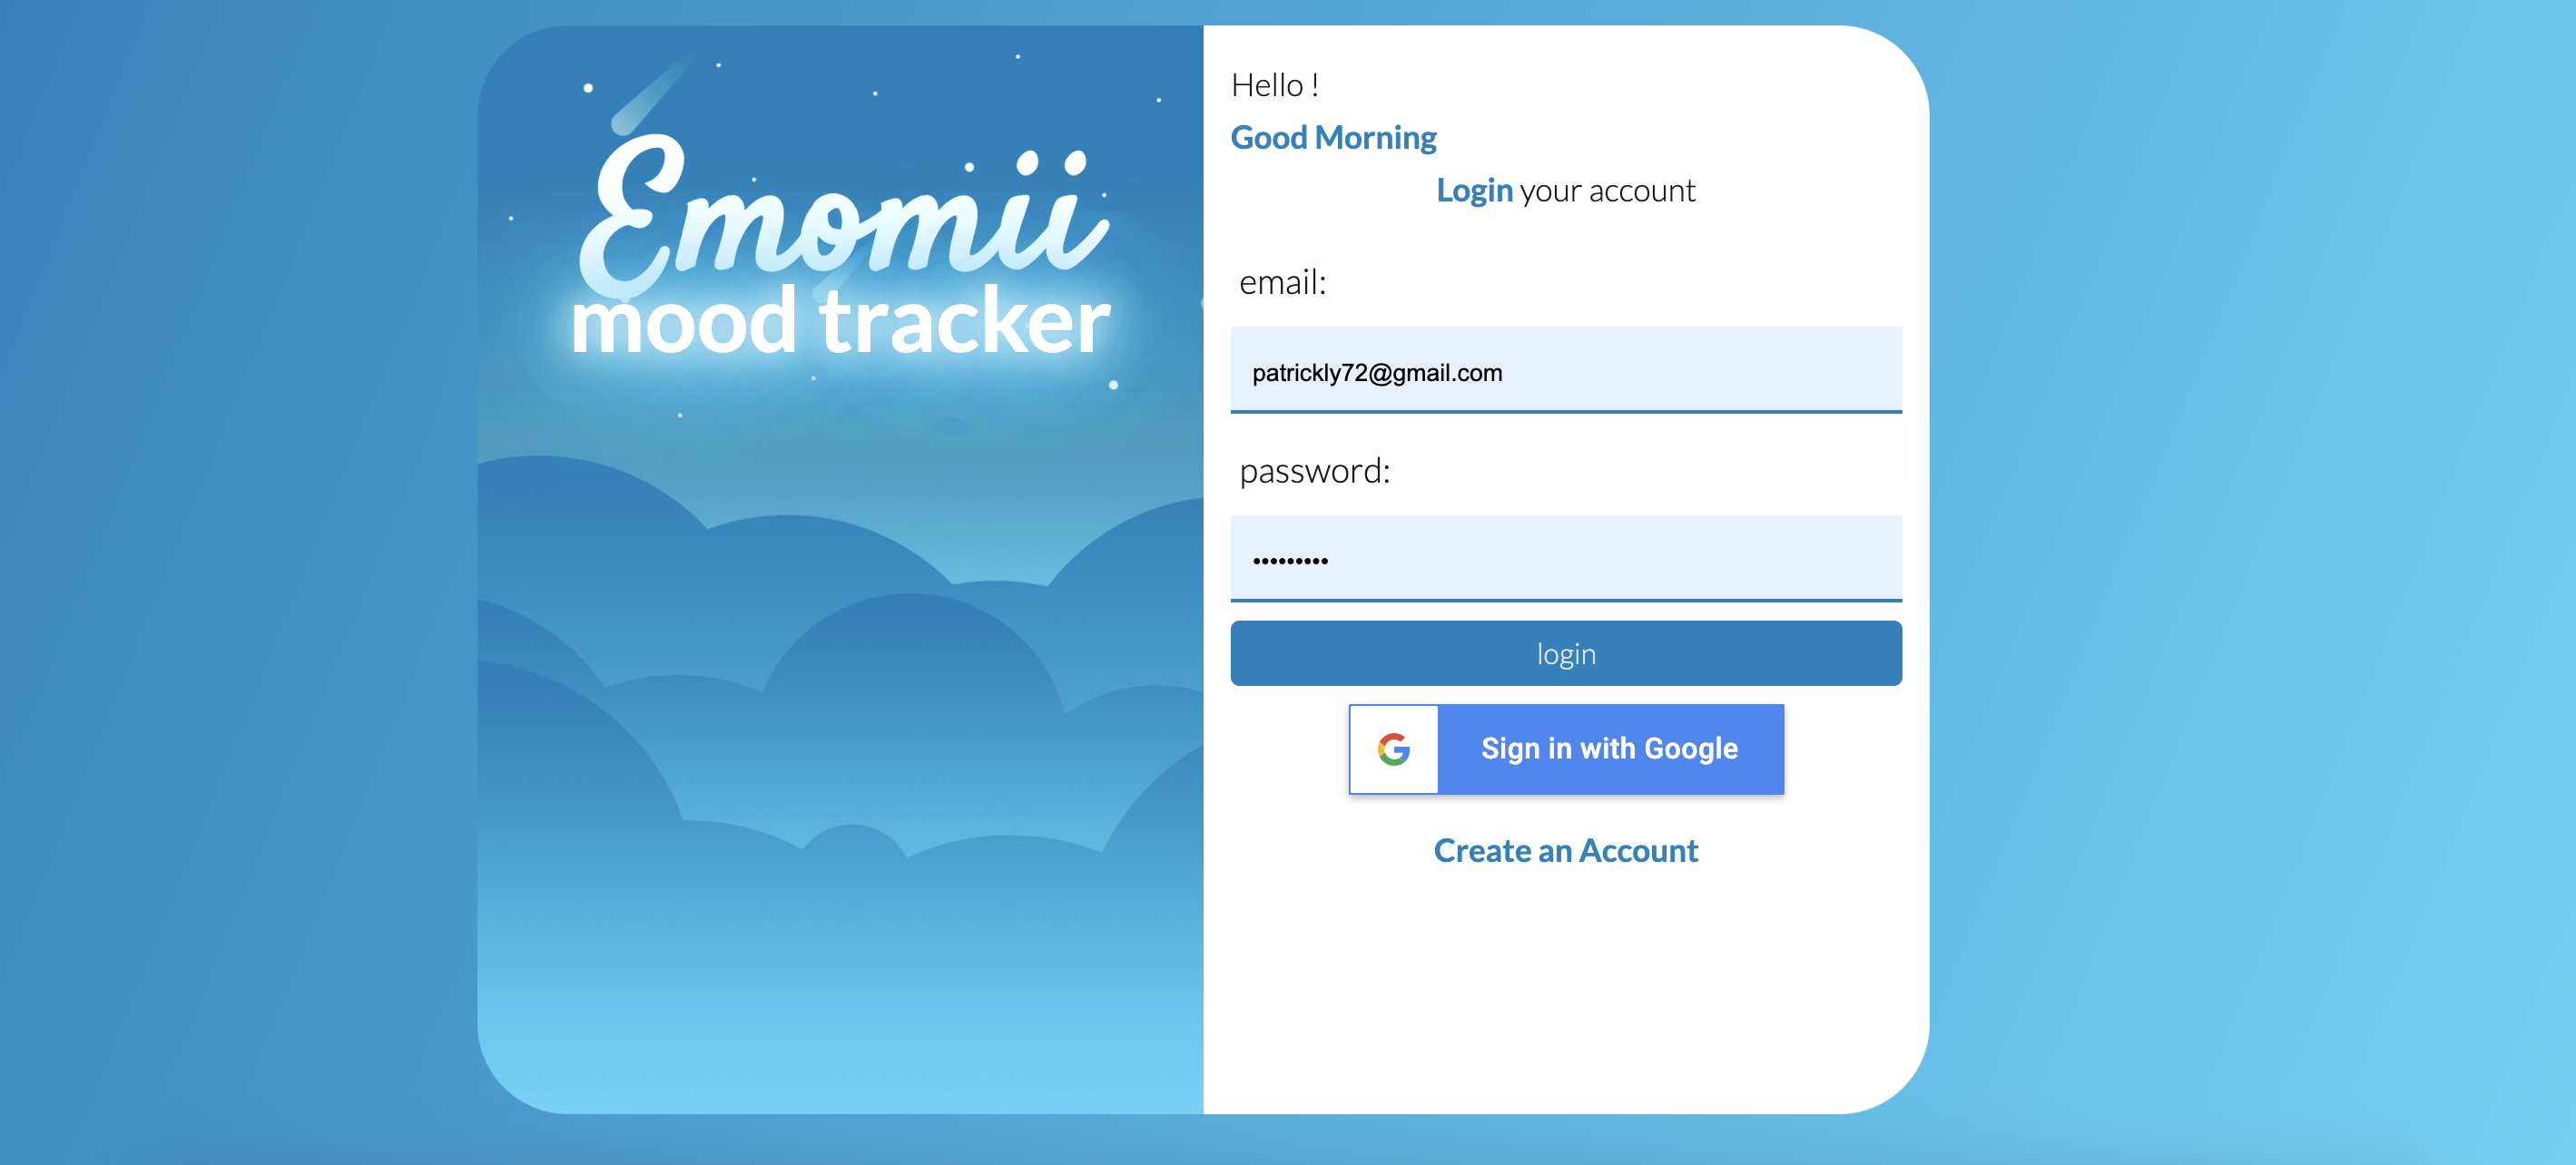 Emomii
mood tracker
Hello !
Good Morning
Login your account
email:
patrickly72@gmail.com
password:
•••••••••
login
Sign in with Google
Create an Account